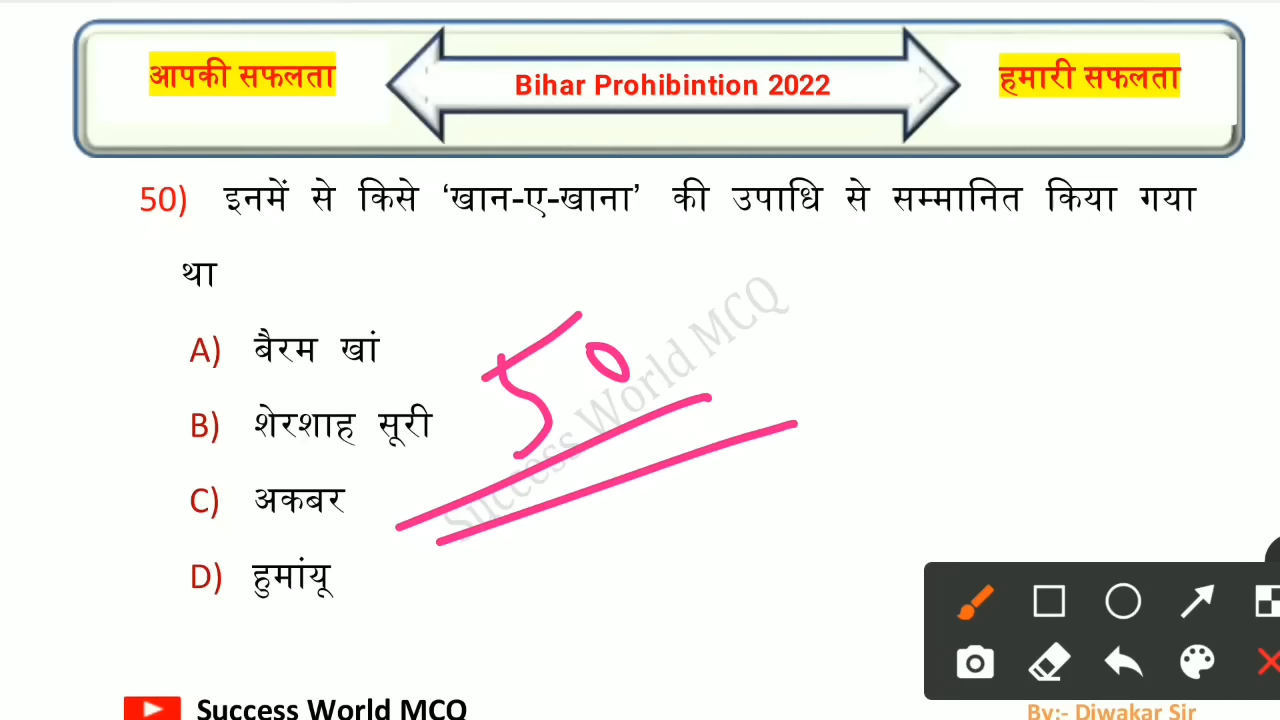 आपकी सफलता
Bihar Prohibintion 2022
हमारी सफलता
50) इनमें से किसे ‘खान-ए-खाना’ की उपाधि से सम्मानित किया गया
था
A) बैरम खां
B) शेरशाह सूरी
C) अकबर
D) हुमांयू
50
Success World MCQ
Success World MCQ
By:- Diwakar Sir